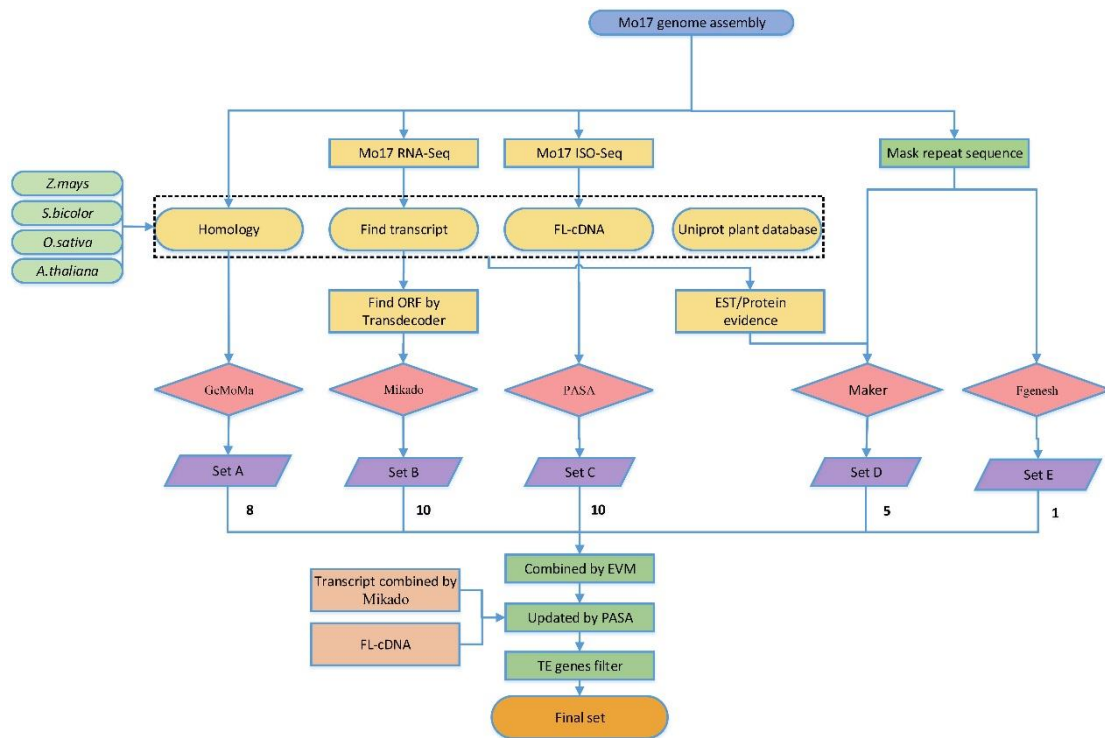 Mo17 genome assembly
Mo17 RNA-Seq
Mo17 ISO-Seq
Mask repeat sequence
Z.mays
S.bicolor
O.sativa
A.thaliana
Homology
Find transcript
FL-cDNA
Uniprot plant database
Find ORF by
Transdecoder
EST/Protein
evidence
GeMoMa
Mikado
PASA
Maker
Fgenesh
Set A
Set B
Set C
Set D
Set E
8
10
10
5
1
Combined by EVM
Transcript combined by
Mikado
Updated by PASA
FL-cDNA
TE genes filter
Final set